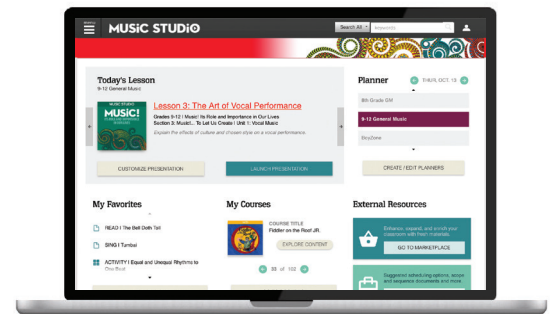 MUSiC STUDiO
Search All
keywords
Today's Lesson
9-12 General Music
MUSIC STUDIO
MUSiC!
Lesson 3: The Art of Vocal Performance
Grades 9-12 I Music! Its Role and Importance in Our Lives
Section 3: Music!... To Let Us Create I Unit 1: Vocal Music
Explain the effects of culture and chosen style on a vocal performance.
CUSTOMIZE PRESENTATION
LAUNCH PRESENTATION
Planner
THUR, OCT. 13
8th Grade GM
9-12 General Music
CREATE / EDIT PLANNERS
My Favorites
READ I The Bell Doth Toll
SING I Tumbai
ACTIVITY I Equal and Unequal Rhythms to
My Courses
COURSE TITLE
Fiddler on the Roof JR.
EXPLORE CONTENT
of 102
External Resources
Enhance, expand, and enrich your
classroom with fresh materials.
GO TO MARKETPLACE
Suggested scheduling options, scope
and sequence documents and more.